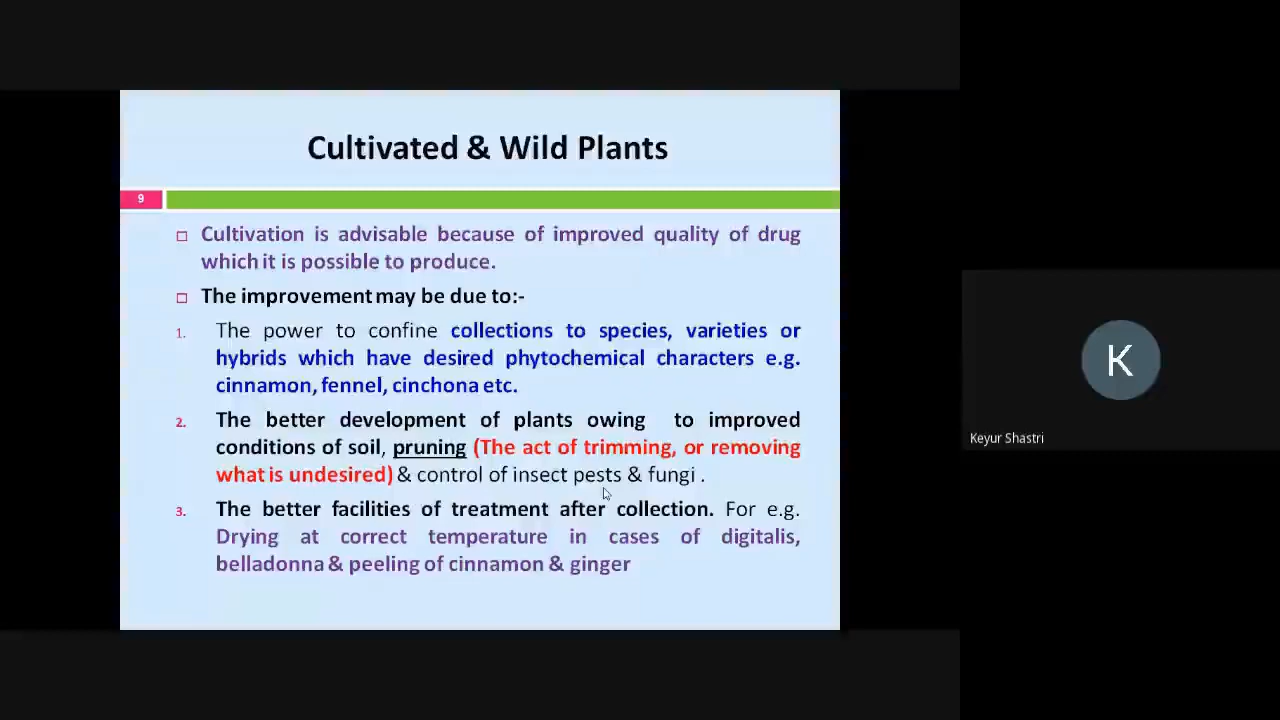 Cultivated & Wild Plants
9
Cultivation is advisable because of improved quality of drug
which it is possible to produce.
The improvement may be due to:-
1. The power to confine collections to species, varieties or
hybrids which have desired phytochemical characters e.g.
cinnamon, fennel, cinchona etc.
2. The better development of plants owing to improved
conditions of soil, pruning (The act of trimming, or removing
what is undesired) & control of insect pests & fungi .
3. The better facilities of treatment after collection. For e.g.
Drying at correct temperature in cases of digitalis,
belladonna & peeling of cinnamon & ginger
K
Keyur Shastri